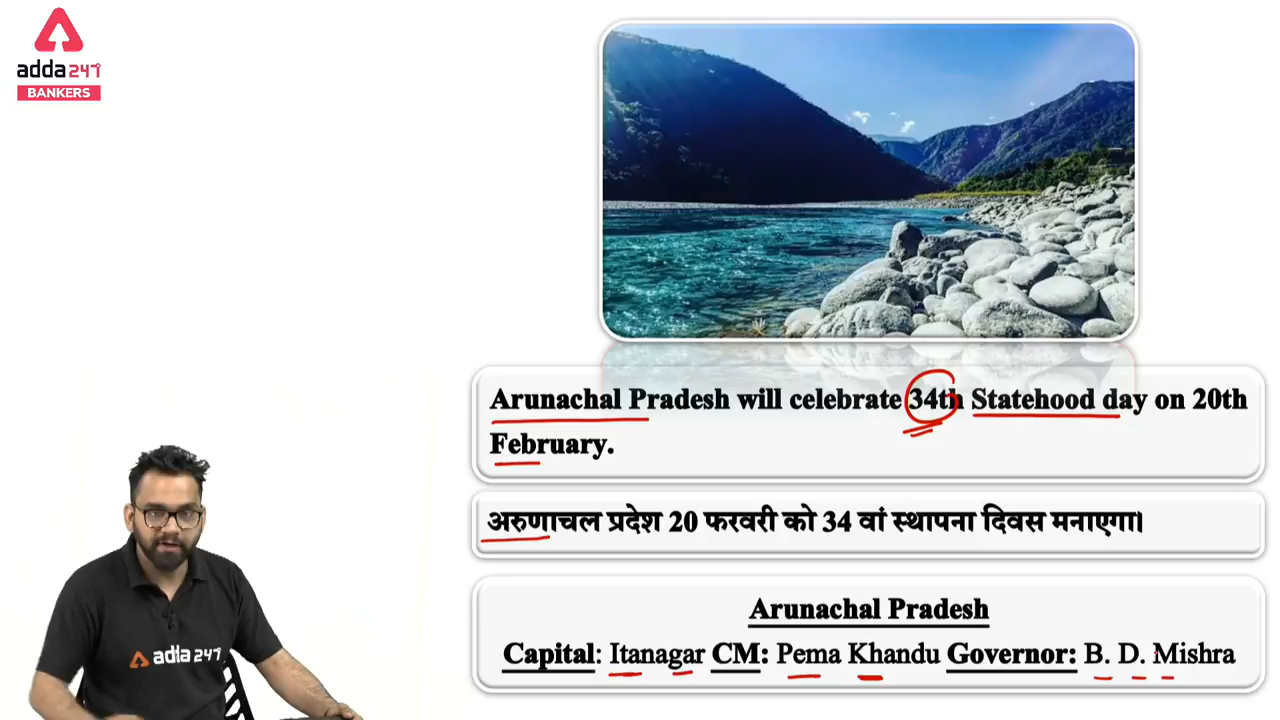 adda247
BANKERS
Arunachal Pradesh will celebrate 34th Statehood day on 20th
February.
अरुणाचल प्रदेश 20 फरवरी को 34 वां स्थापना दिवस मनाएगा।
Arunachal Pradesh
Capital: Itanagar CM: Pema Khandu Governor: B. D. Mishra
adda247